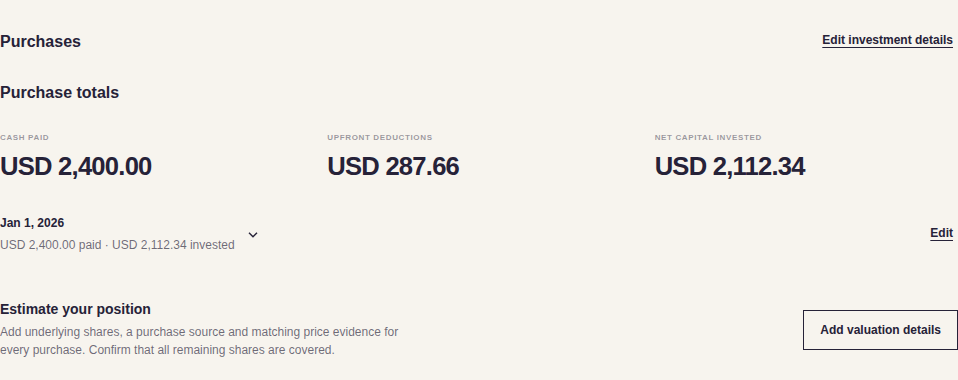 Purchases
Edit investment details
Purchase totals
CASH PAID
UPFRONT DEDUCTIONS
NET CAPITAL INVESTED
USD 2,400.00
USD 287.66
USD 2,112.34
Jan 1, 2026
USD 2,400.00 paid · USD 2,112.34 invested
Edit
Estimate your position
Add underlying shares, a purchase source and matching price evidence for
every purchase. Confirm that all remaining shares are covered.
Add valuation details